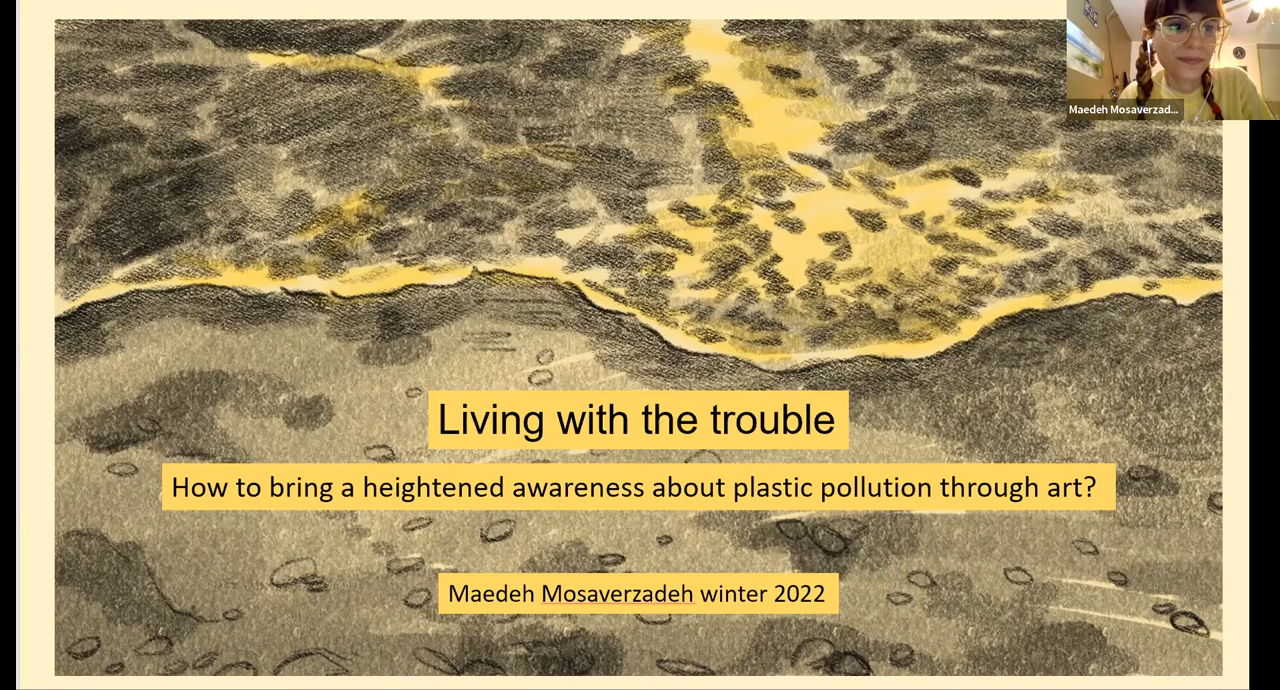 Maedeh Mosaverzad...
Living with the trouble
How to bring a heightened awareness about plastic pollution through art?
Maedeh Mosaverzadeh winter 2022